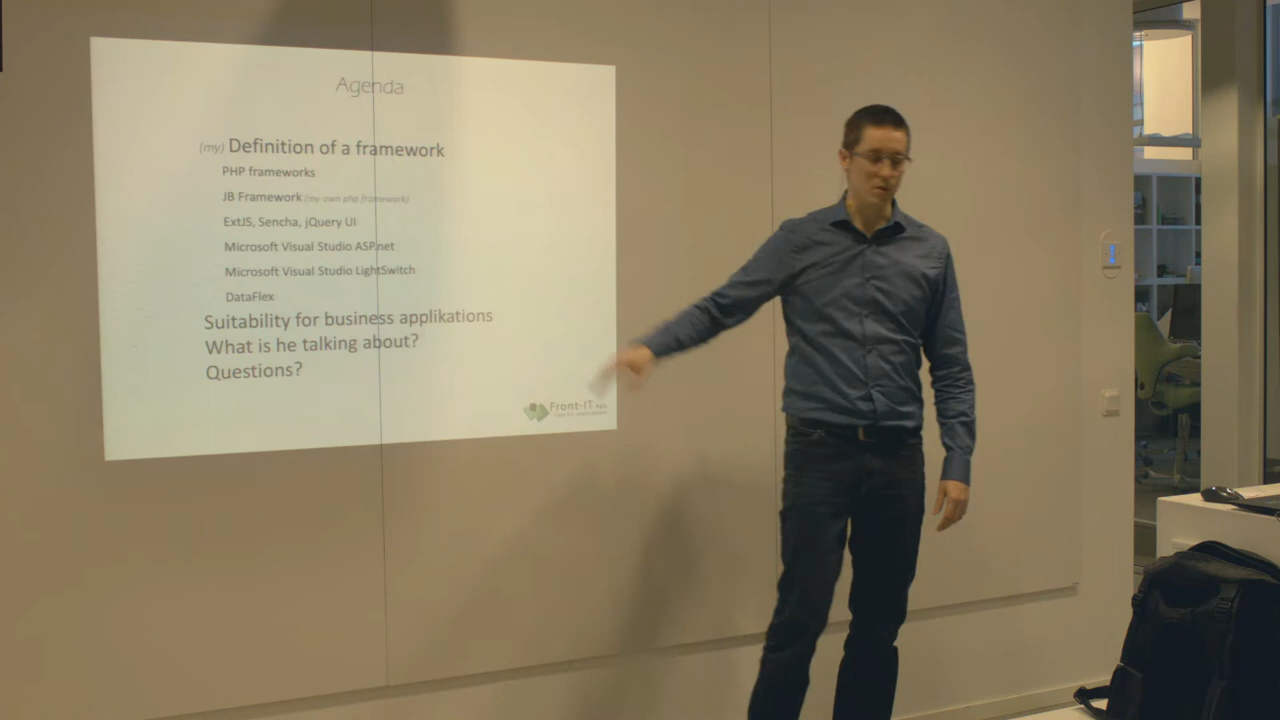 Agenda
(my) Definition of a framework
PHP frameworks
JB Framework (my own php framework)
ExtJS, Sencha, jQuery UI
Microsoft Visual Studio ASP.net
Microsoft Visual Studio LightSwitch
DataFlex
Suitability for business applikations
What is he talking about?
Questions?
Front-IT